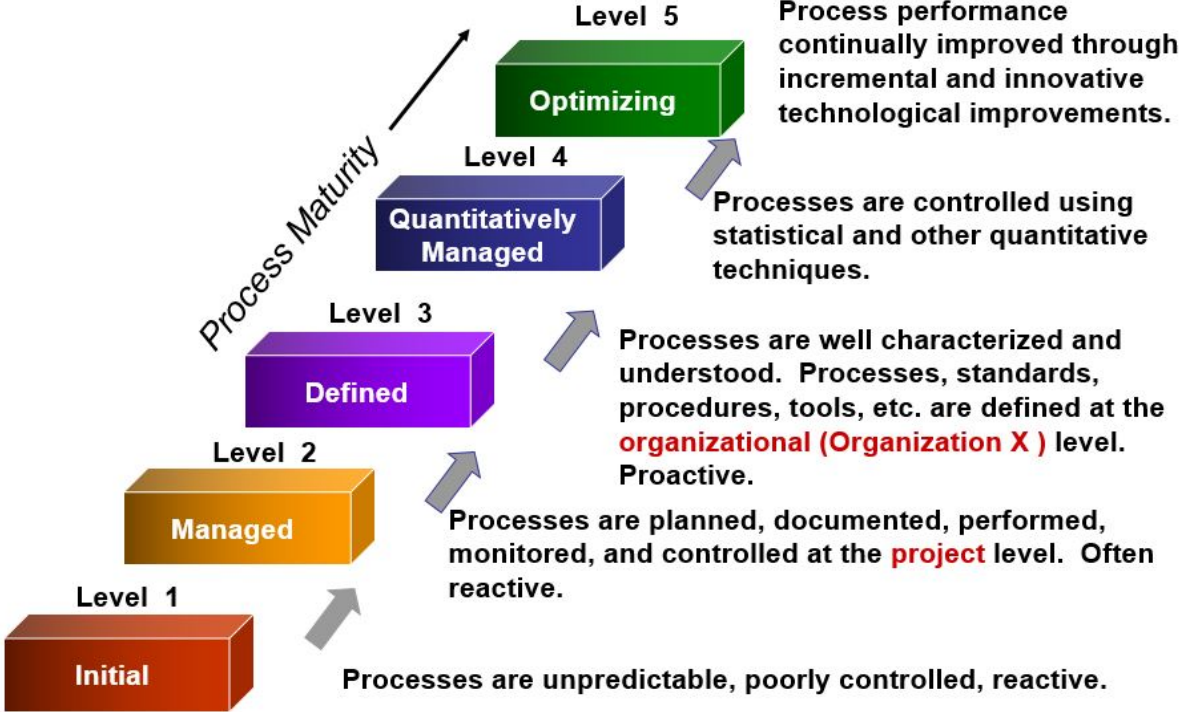 Level 5
Optimizing
Process performance
continually improved through
incremental and innovative
technological improvements.
Process Maturity
Level 4
Quantitatively
Managed
Processes are controlled using
statistical and other quantitative
techniques.
Level 3
Defined
Processes are well characterized and
understood. Processes, standards,
procedures, tools, etc. are defined at the
organizational (Organization X ) level.
Proactive.
Level 2
Managed
Processes are planned, documented, performed,
monitored, and controlled at the project level. Often
reactive.
Level 1
Initial
Processes are unpredictable, poorly controlled, reactive.